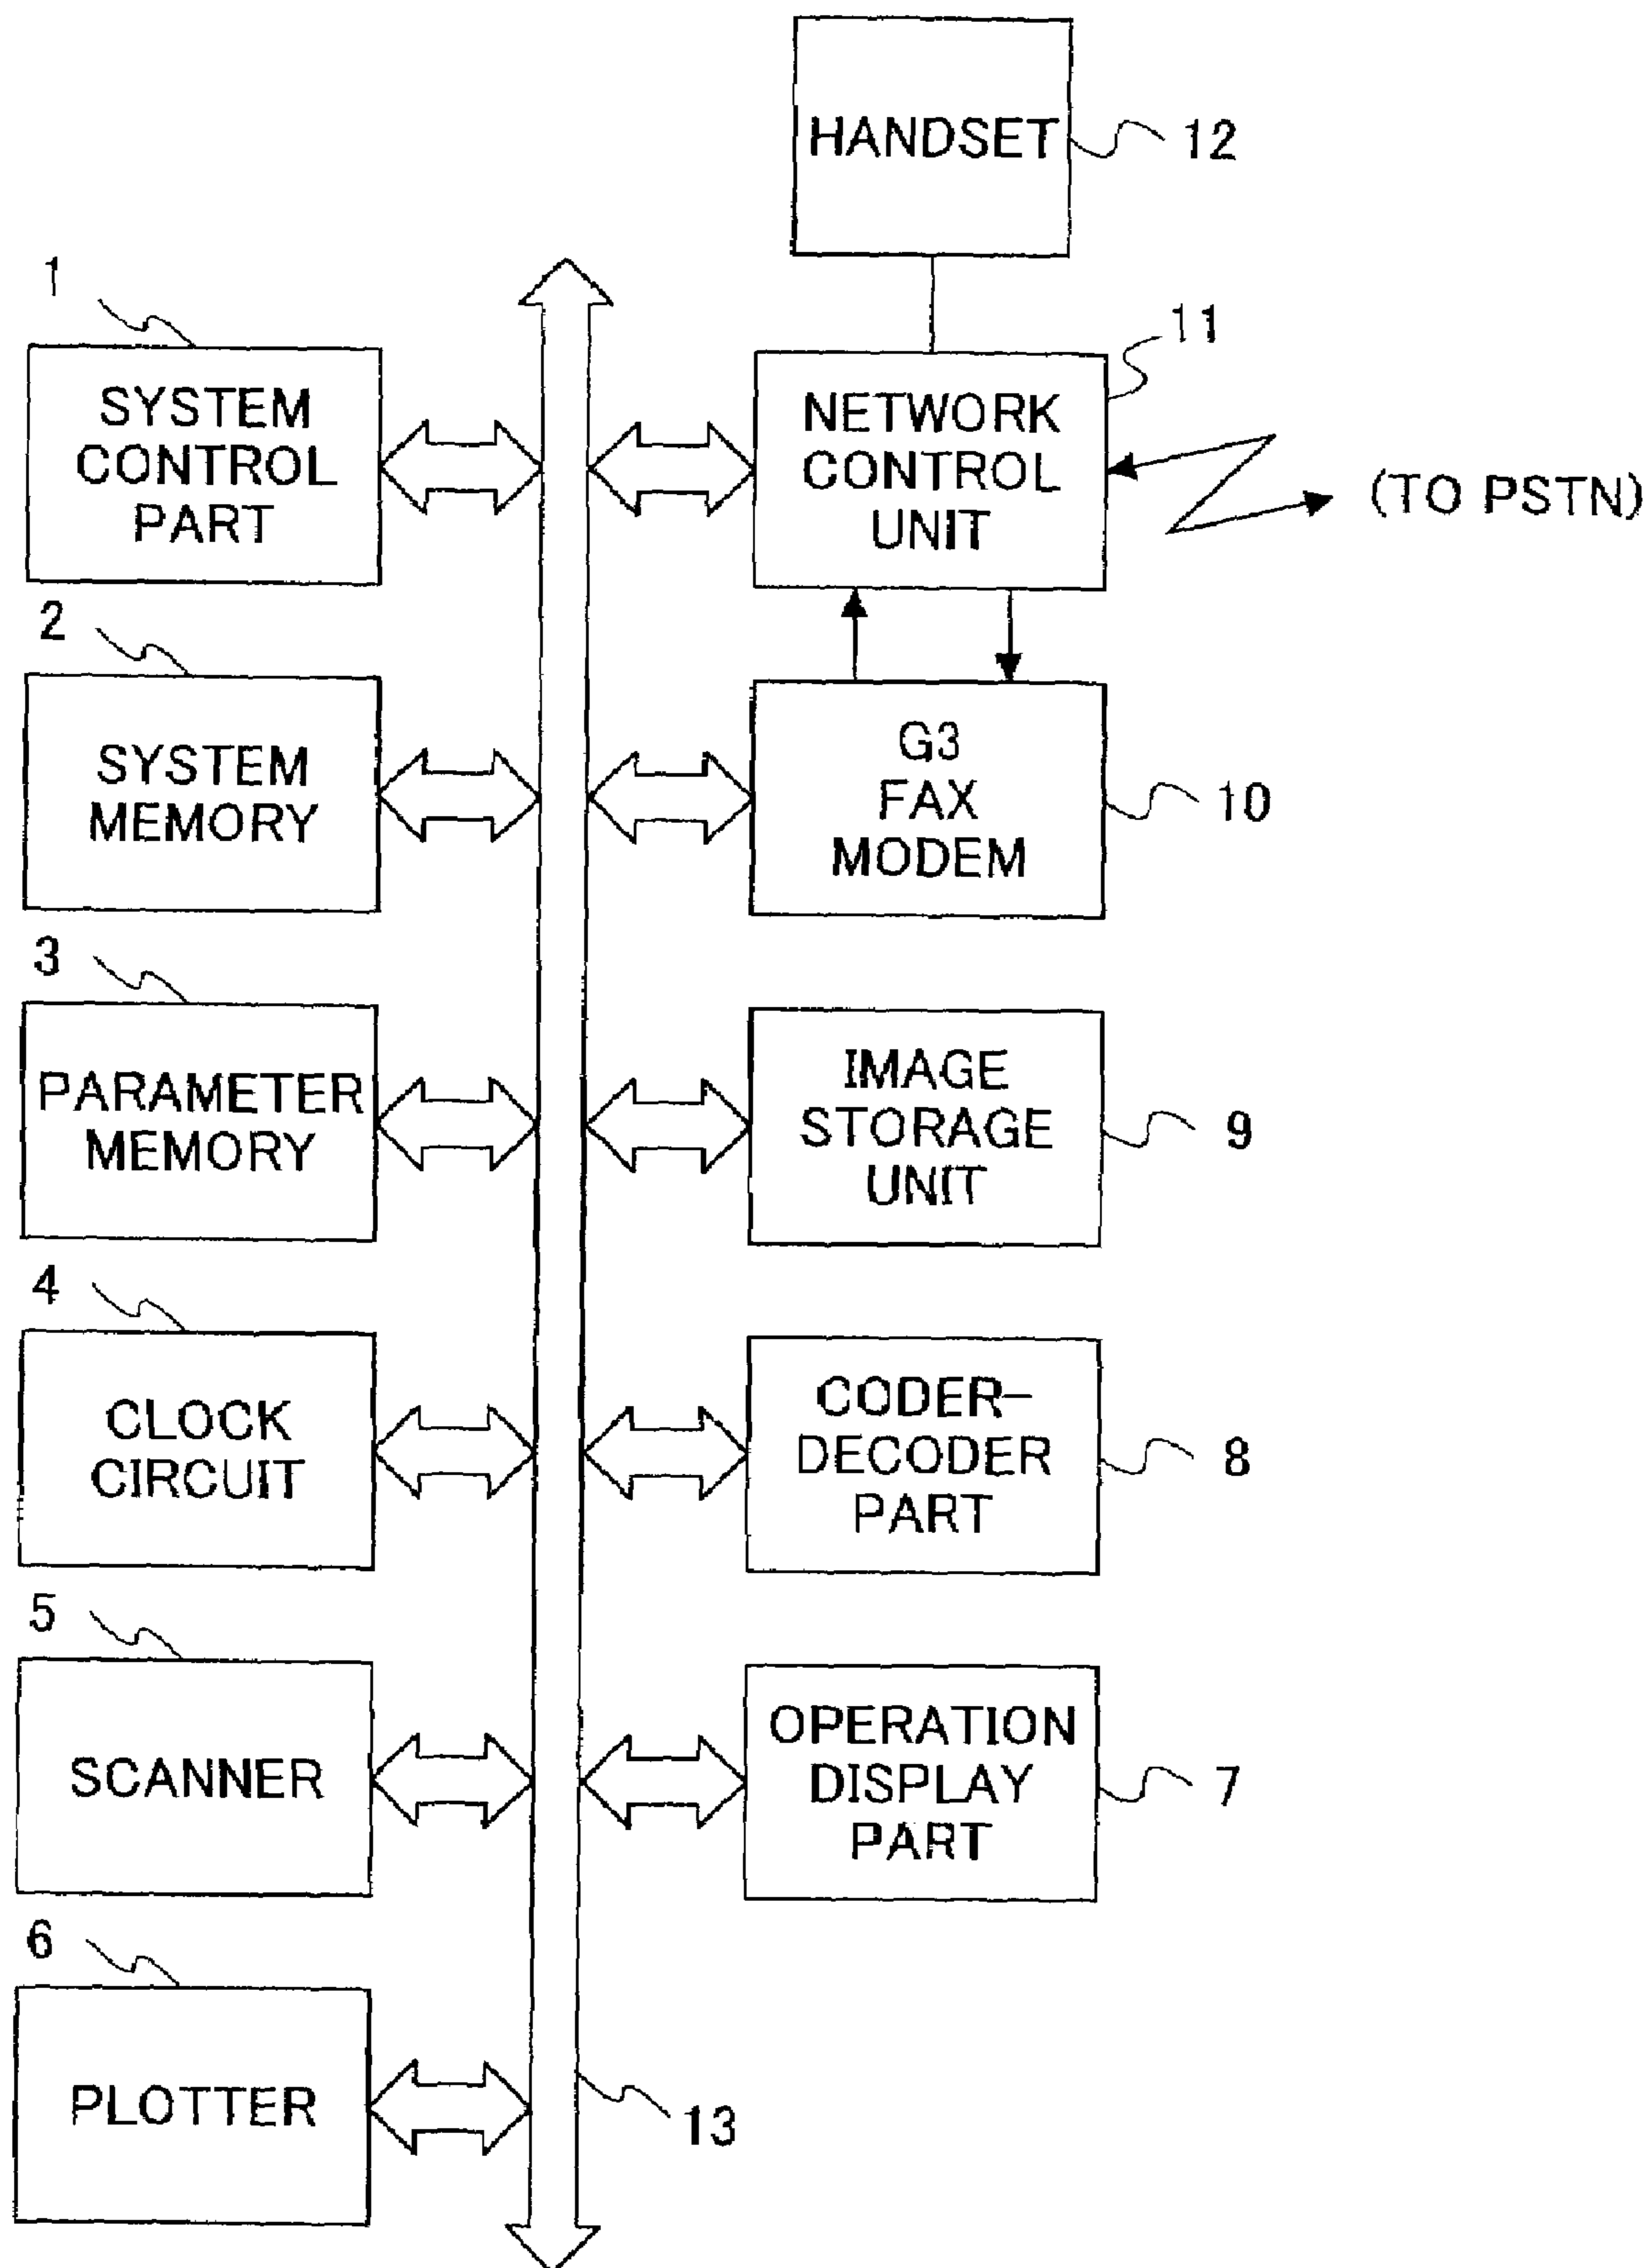 HANDSET
12
1
SYSTEM
CONTROL
PART
NETWORK
CONTROL
UNIT
11
(TO PSTN)
2
SYSTEM
MEMORY
G3
FAX
MODEM
10
3
PARAMETER
MEMORY
IMAGE
STORAGE
UNIT
9
4
CLOCK
CIRCUIT
CODER-
DECODER
PART
8
5
SCANNER
OPERATION
DISPLAY
PART
7
6
PLOTTER
13